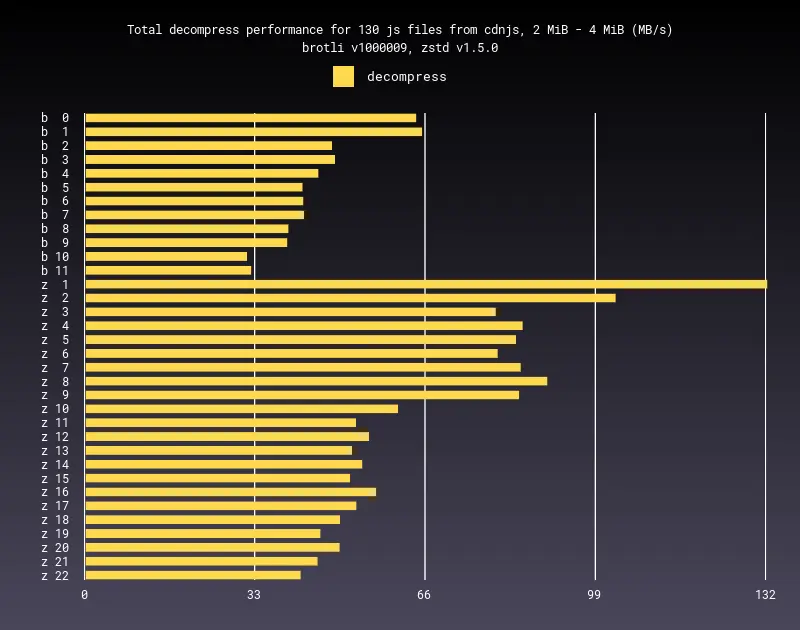 Total decompress performance for 130 js files from cdnjs, 2 MiB - 4 MiB (MB/s)
brotli v1000009, zstd v1.5.0
decompress
b 0
b 1
b 2
b 3
b 4
b 5
b 6
b 7
b 8
b 9
b 10
b 11
z 1
z 2
z 3
z 4
z 5
z 6
z 7
z 8
z 9
z 10
z 11
z 12
z 13
z 14
z 15
z 16
z 17
z 18
z 19
z 20
z 21
z 22
0 33 66 99 132